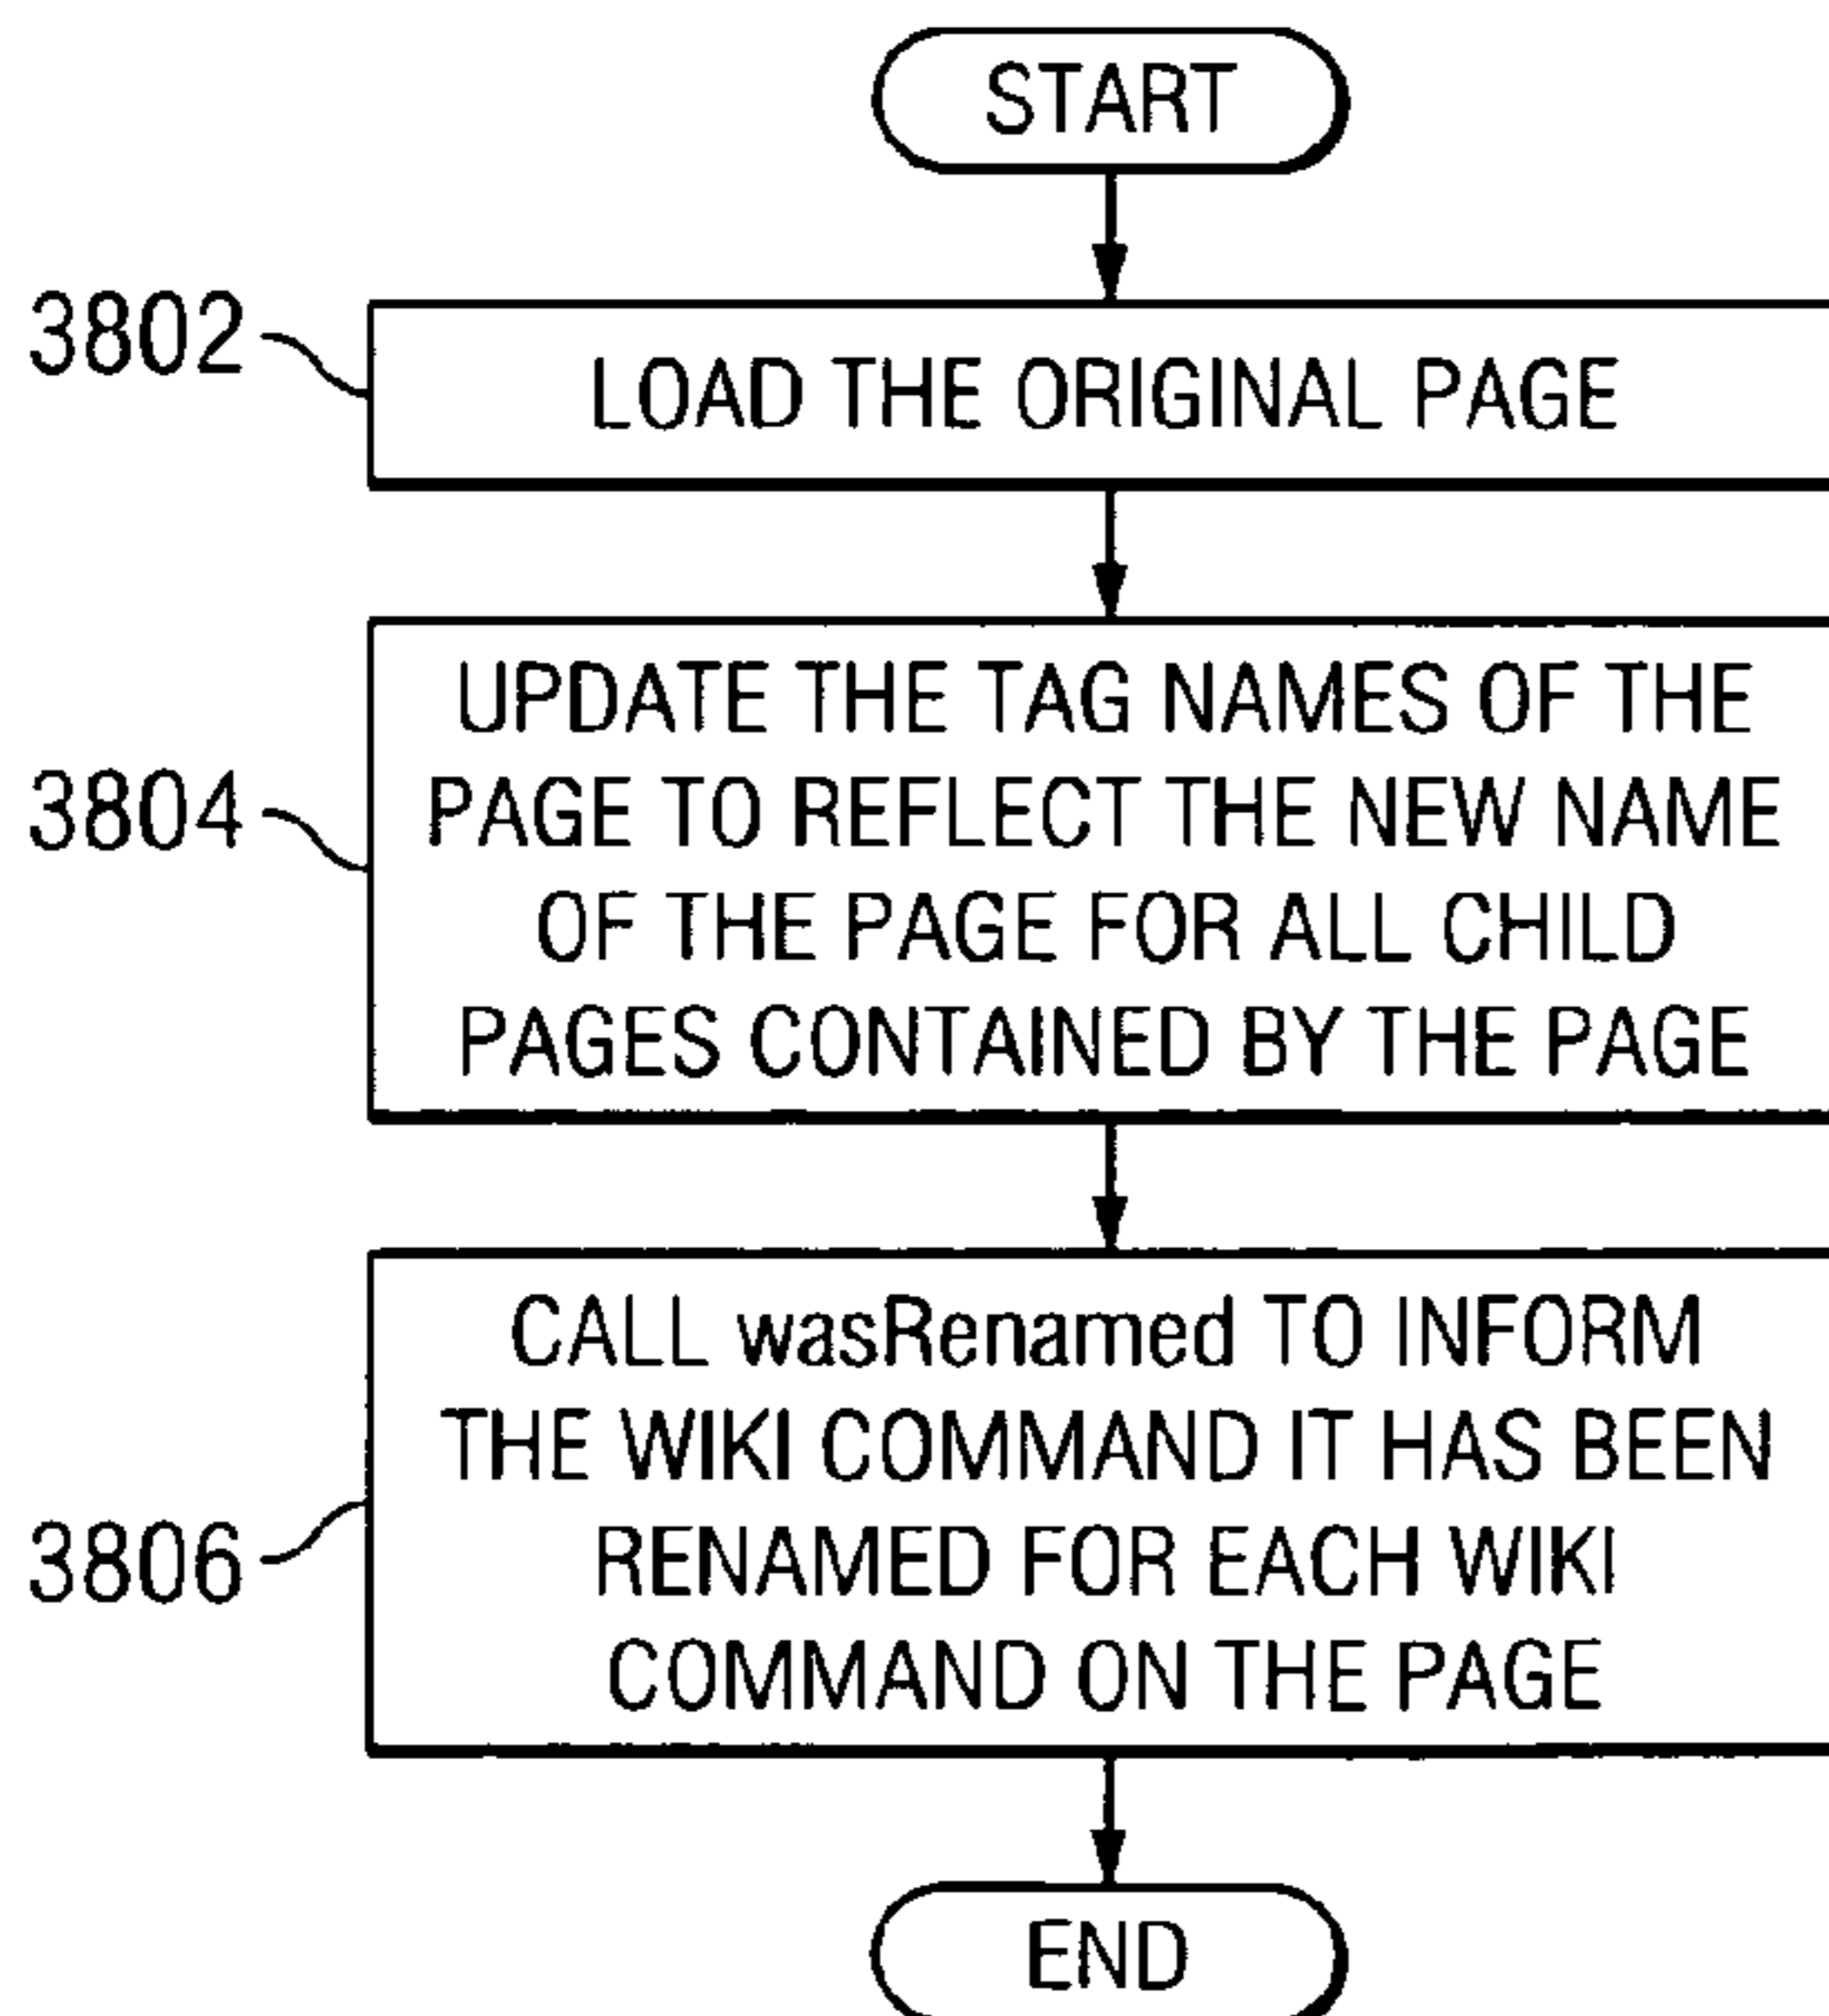 START
3802
LOAD THE ORIGINAL PAGE
3804
UPDATE THE TAG NAMES OF THE
PAGE TO REFLECT THE NEW NAME
OF THE PAGE FOR ALL CHILD
PAGES CONTAINED BY THE PAGE
3806
CALL wasRenamed TO INFORM
THE WIKI COMMAND IT HAS BEEN
RENAMED FOR EACH WIKI
COMMAND ON THE PAGE
END